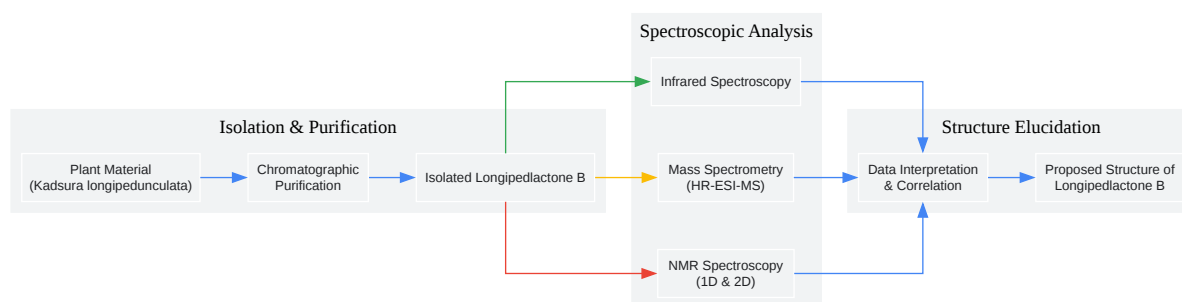 Spectroscopic Analysis
Infrared Spectroscopy
Isolation & Purification
Structure Elucidation
Plant Material
(Kadsura longipedunculata)
Chromatographic
Purification
Isolated Longipedlactone B
Mass Spectrometry
(HR-ESI-MS)
Data Interpretation
& Correlation
Proposed Structure of
Longipedlactone B
NMR Spectroscopy
(1D & 2D)